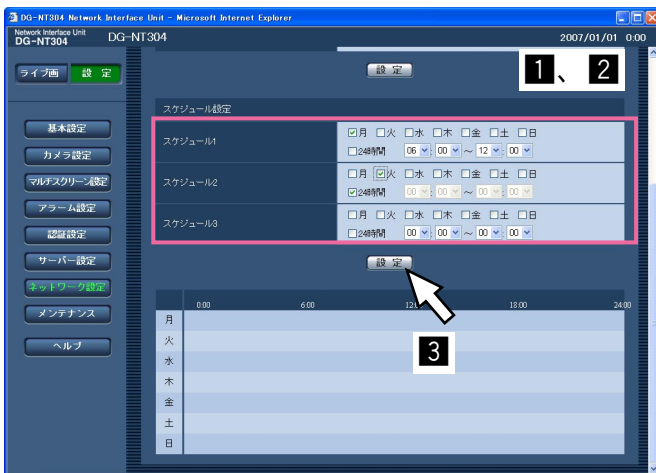 DG-NT304 Network Interface Unit - Microsoft Internet Explorer
Network Interface Unit
DG-NT304
DG-NT304
2007/01/01 0:00
ライブ画 設 定
設 定
1、 2
スケジュール設定
基本設定
カメラ設定
マルチスクリーン設定
アラーム設定
認証設定
サーバー設定
ネットワーク設定
メンテナンス
ヘルプ
スケジュール1
月 火 水 木 金 土 日
24時間 06 : 00 ～ 12 : 00
スケジュール2
月 火 水 木 金 土 日
24時間 00 : 00 ～ 00 : 00
スケジュール3
月 火 水 木 金 土 日
24時間 00 : 00 ～ 00 : 00
設 定
3
0:00 6:00 18:00 24:00
月
火
水
木
金
土
日